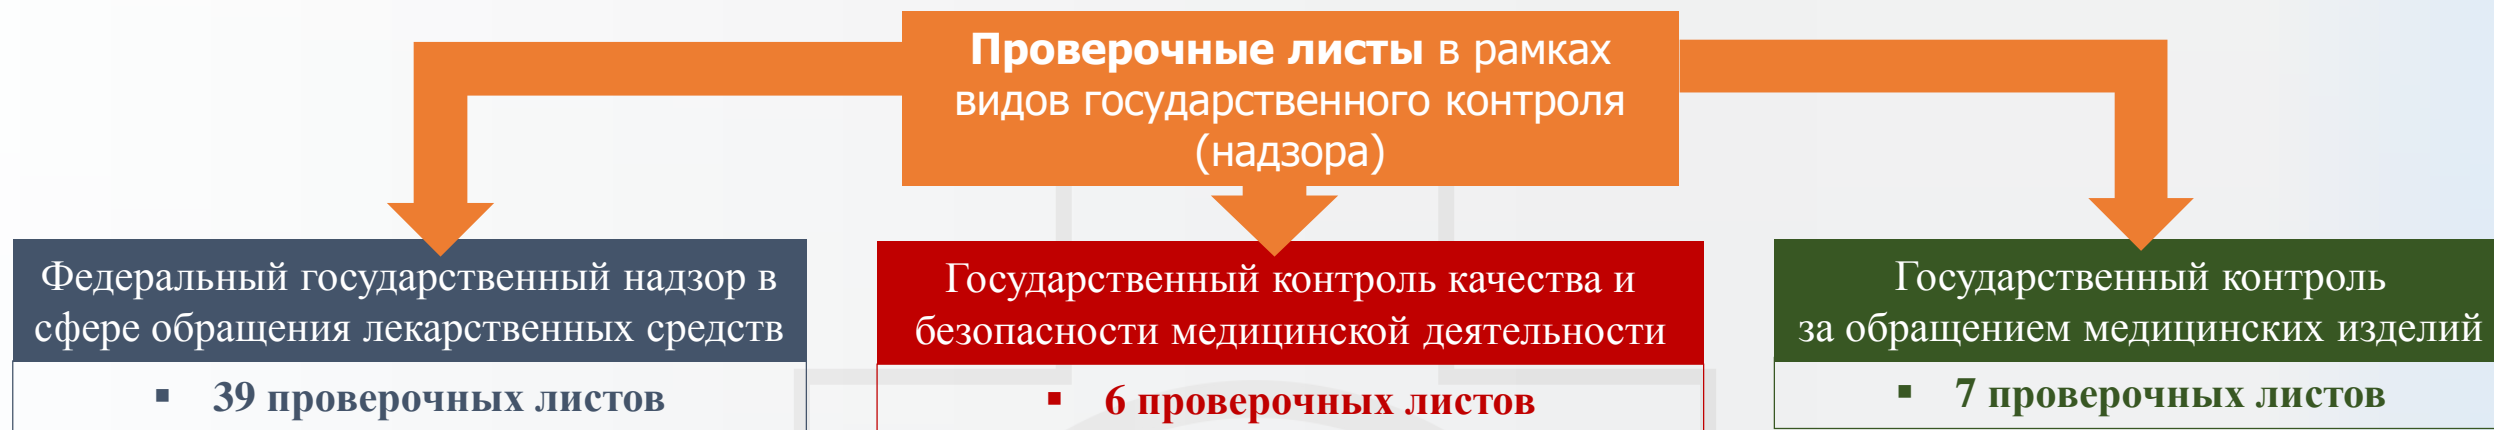 Проверочные листы в рамках
видов государственного контроля
(надзора)
Федеральный государственный надзор в
сфере обращения лекарственных средств
▪ 39 проверочных листов
Государственный контроль качества и
безопасности медицинской деятельности
▪ 6 проверочных листов
Государственный контроль
за обращением медицинских изделий
▪ 7 проверочных листов